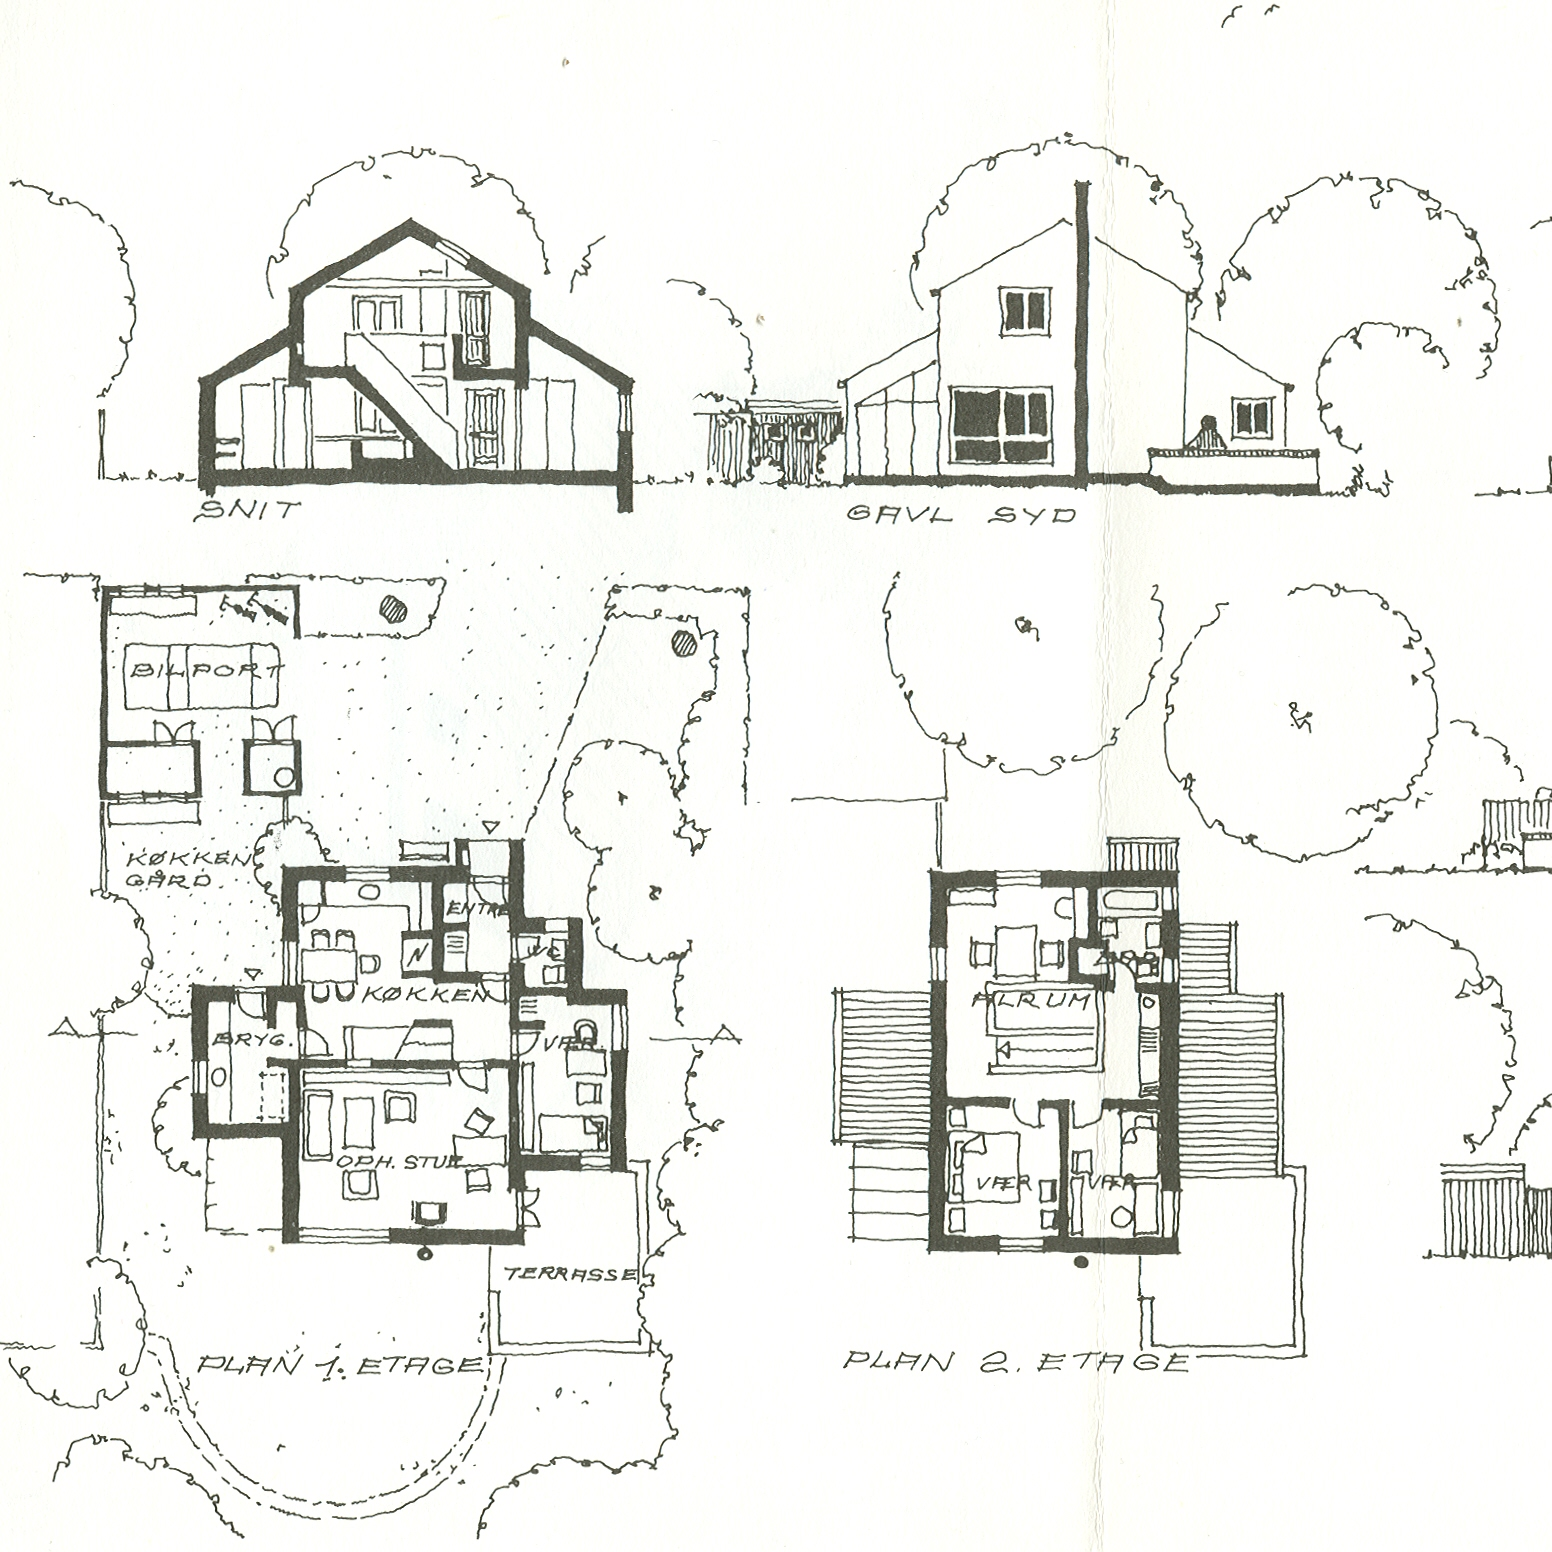 SNIT
GAVL SYD
BILPORT
KØKKEN
GÅRD
ENTRE
WC
N
KØKKEN
BRYG.
VÆR.
OPH. STUE
TERRASSE
PLAN 1. ETAGE
ALRUM
VÆR
VÆR
PLAN 2. ETAGE